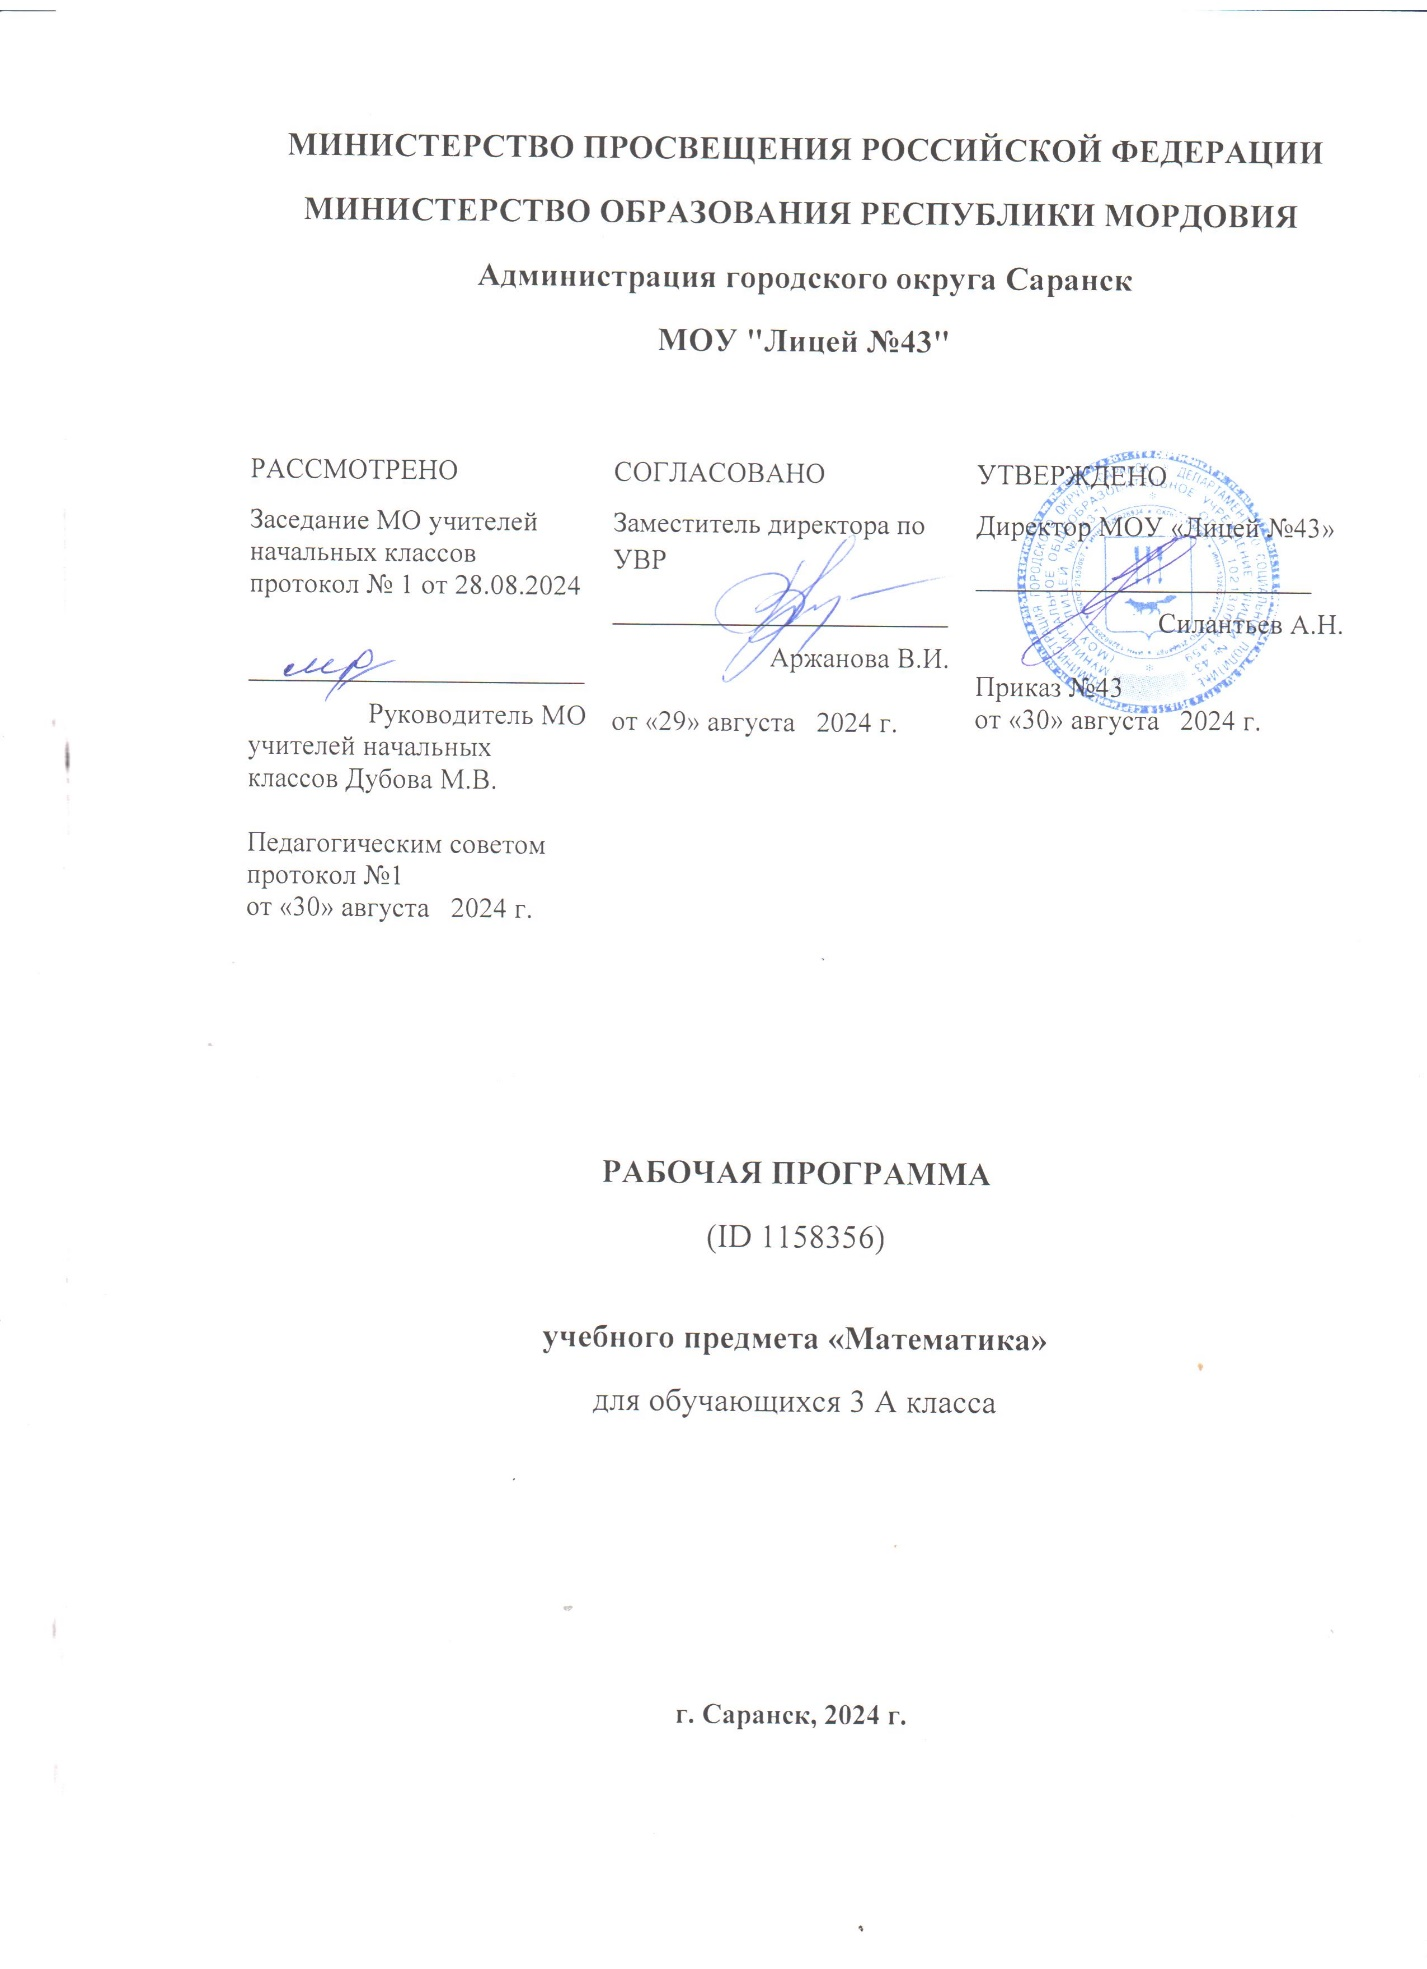 МИНИСТЕРСТВО ПРОСВЕЩЕНИЯ РОССИЙСКОЙ ФЕДЕРАЦИИ
МИНИСТЕРСТВО ОБРАЗОВАНИЯ РЕСПУБЛИКИ МОРДОВИЯ
Администрация городского округа Саранск
МОУ "Лицей №43"
РАССМОТРЕНО
Заседание МО учителей
начальных классов
протокол № 1 от 28.08.2024
Руководитель МО
учителей начальных
классов Дубова М.В.
Педагогическим советом
протокол №1
от «30» августа 2024 г.
СОГЛАСОВАНО
Заместитель директора по
УВР
Аржанова В.И.
от «29» августа 2024 г.
УТВЕРЖДЕНО
Директор МОУ «Лицей №43»
Силантьев А.Н.
Приказ №43
от «30» августа 2024 г.
РАБОЧАЯ ПРОГРАММА
(ID 1158356)
учебного предмета «Математика»
для обучающихся 3 А класса
г. Саранск, 2024 г.